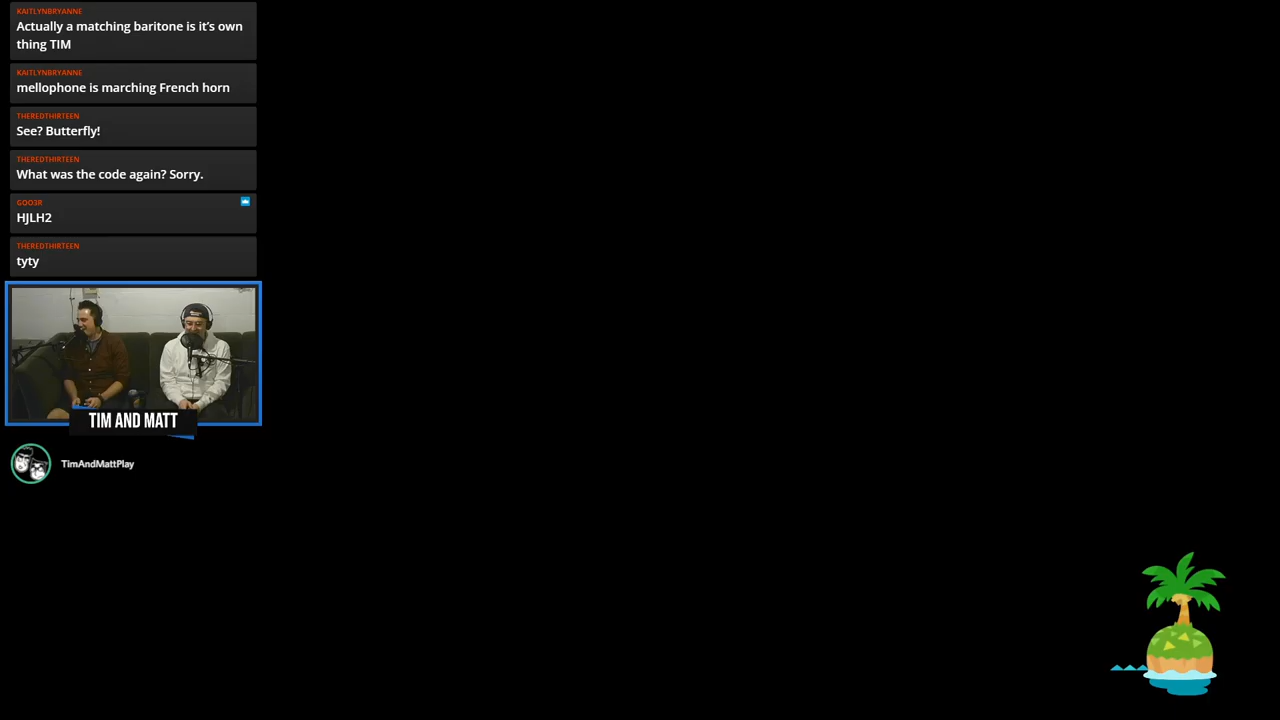 KAITLYNBRYANNE
Actually a matching baritone is it's own
thing TIM
KAITLYNBRYANNE
mellophone is marching French horn
THEREDTHIRTEEN
See? Butterfly!
THEREDTHIRTEEN
What was the code again? Sorry.
GOO3R
HJLH2
THEREDTHIRTEEN
tyty
TIM AND MATT
TimAndMattPlay